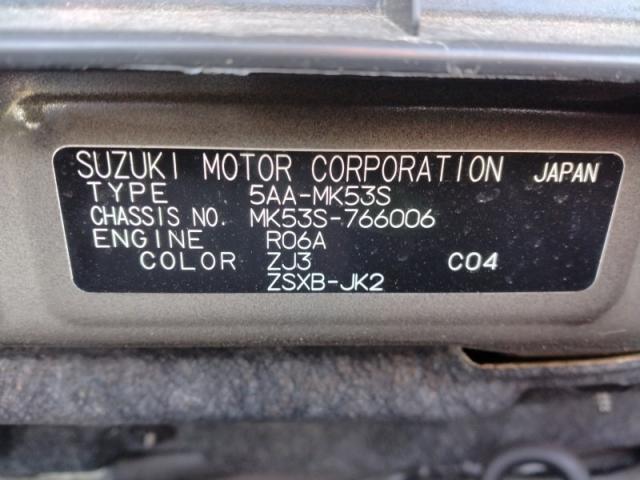 SUZUKI MOTOR CORPORATION JAPAN
TYPE 5AA-MK53S
CHASSIS NO. MK53S-766006
ENGINE R06A
COLOR ZJ3 C04
ZSXB-JK2